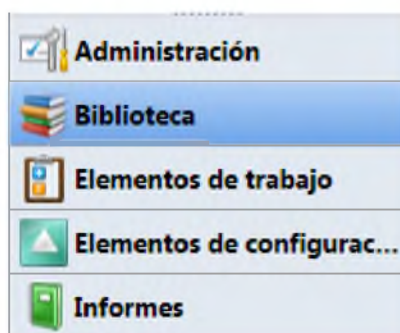 Administración
Biblioteca
Elementos de trabajo
Elementos de configurac...
Informes